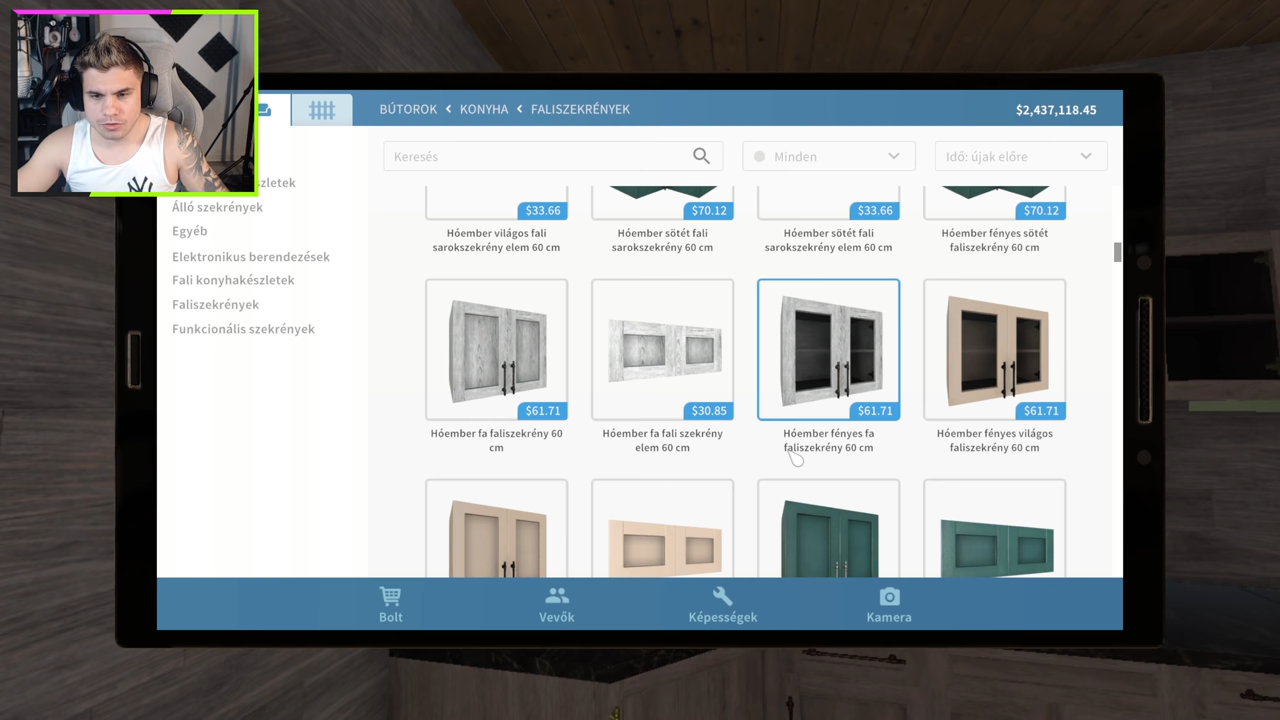 BÚTOROK < KONYHA < FALISZEKRÉNYEK
$2,437,118.45
Keresés
Minden
Idő: újak előre
szletek
Álló szekrények
Egyéb
Elektronikus berendezések
Fali konyhakészletek
Faliszekrények
Funkcionális szekrények
$33.66
$70.12
$33.66
$70.12
Hóember világos fali
sarokszekrény elem 60 cm
Hóember sötét fali
sarokszekrény 60 cm
Hóember sötét fali
sarokszekrény elem 60 cm
Hóember fényes sötét
faliszekrény 60 cm
$61.71
$30.85
$61.71
$61.71
Hóember fa faliszekrény 60
cm
Hóember fa fali szekrény
elem 60 cm
Hóember fényes fa
faliszekrény 60 cm
Hóember fényes világos
faliszekrény 60 cm
Bolt
Vevők
Képességek
Kamera